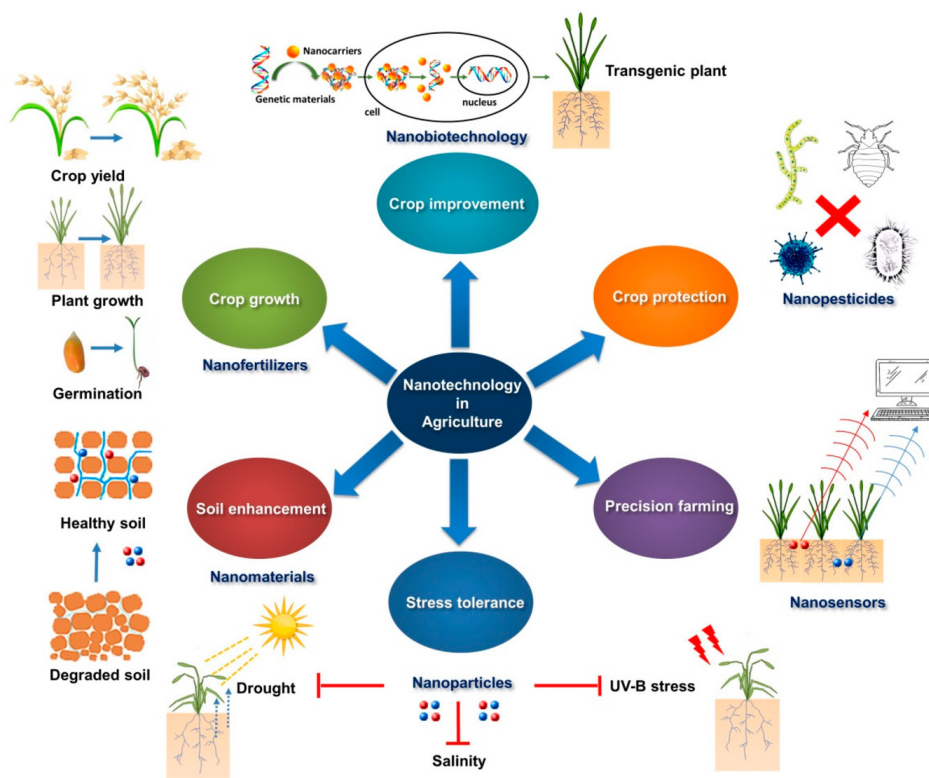 Nanocarriers
Genetic materials
cell
nucleus
Transgenic plant
Nanobiotechnology
Crop improvement
Crop yield
Plant growth
Germination
Crop growth
Nanofertilizers
Crop protection
Nanopesticides
Nanotechnology
in
Agriculture
Healthy soil
Degraded soil
Soil enhancement
Nanomaterials
Precision farming
Nanosensors
Stress tolerance
Drought
Nanoparticles
UV-B stress
Salinity